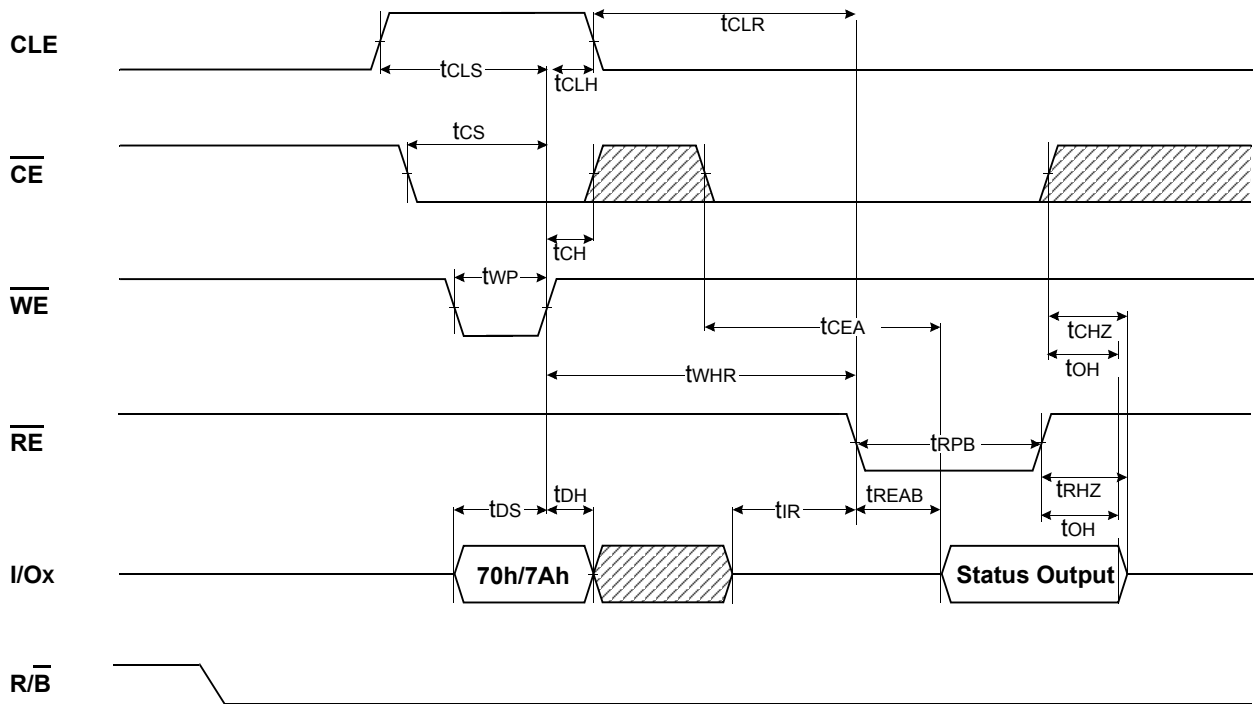 CLE
tCLR
tCLS
tCLH
tCS
CE
tCH
tWP
WE
tCEA
tCHZ
tOH
tWHR
RE
tRPB
tDH
tREAB
tRHZ
tDS
tIR
tOH
I/Ox
70h/7Ah
Status Output
R/B